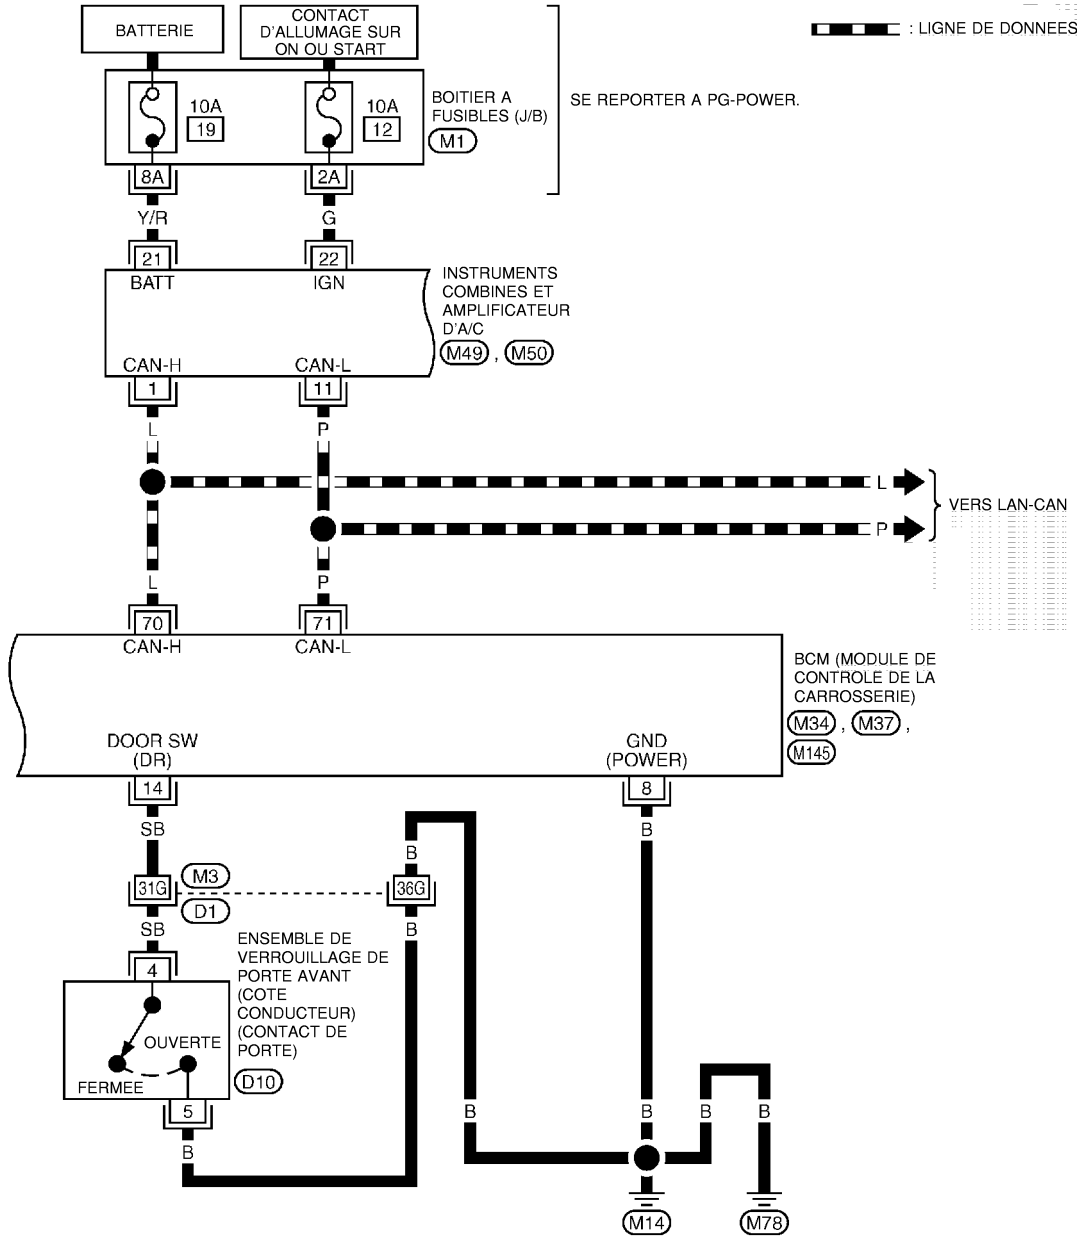 BATTERIE
CONTACT
D'ALLUMAGE SUR
ON OU START
: LIGNE DE DONNEES
10A
19
10A
12
BOITIER A
FUSIBLES (J/B)
M1
SE REPORTER A PG-POWER.
8A
2A
Y/R
G
21
22
BATT
IGN
INSTRUMENTS
COMBINES ET
AMPLIFICATEUR
D'A/C
M49 , M50
CAN-H
CAN-L
1
11
L
P
L
VERS LAN-CAN
P
L
P
70
71
CAN-H
CAN-L
BCM (MODULE DE
CONTROLE DE LA
CARROSSERIE)
M34 , M37 ,
M145
DOOR SW
(DR)
GND
(POWER)
14
8
SB
B
B
31G
M3
D1
36G
SB
B
4
ENSEMBLE DE
VERROUILLAGE DE
PORTE AVANT
(COTE
CONDUCTEUR)
(CONTACT DE
PORTE)
D10
OUVERTE
FERMEE
5
B
B
B
B
B
M14
M78